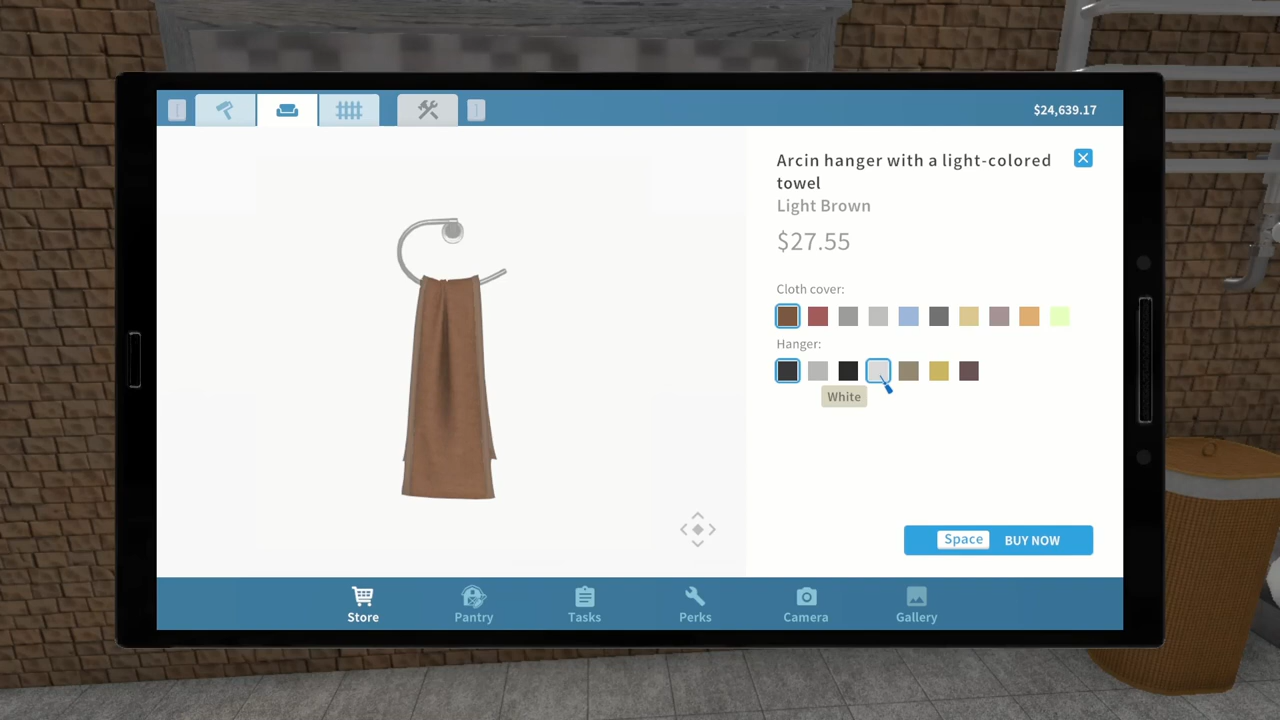 $24,639.17
Arcin hanger with a light-colored
towel
Light Brown
$27.55
Cloth cover:
Hanger:
White
Space BUY NOW
Store Pantry Tasks Perks Camera Gallery